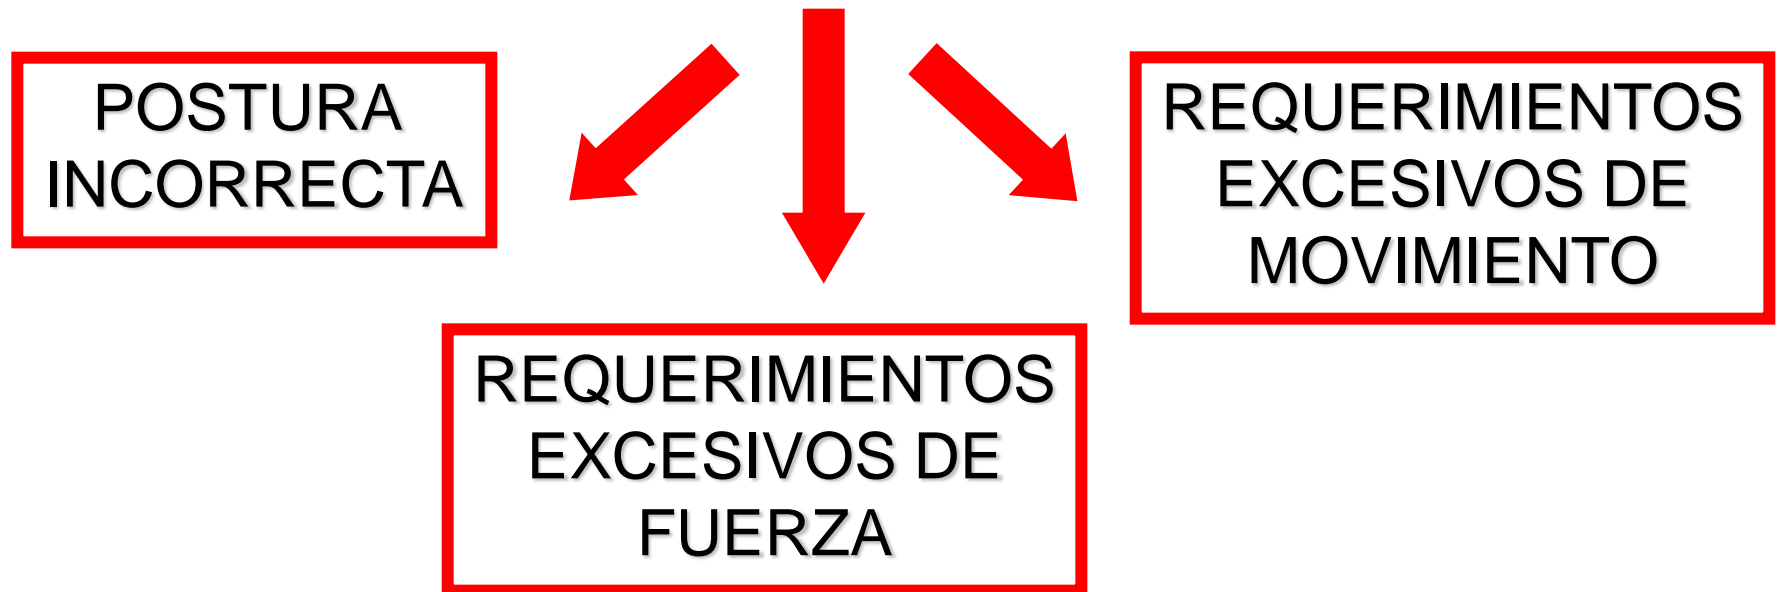 POSTURA
INCORRECTA
REQUERIMIENTOS
EXCESIVOS DE
FUERZA
REQUERIMIENTOS
EXCESIVOS DE
MOVIMIENTO